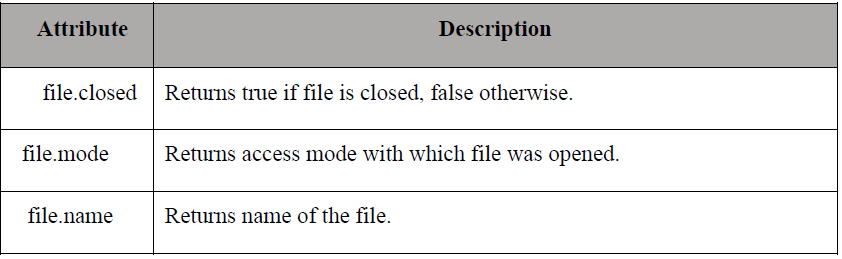 Attribute Description
file.closed Returns true if file is closed, false otherwise.
file.mode Returns access mode with which file was opened.
file.name Returns name of the file.